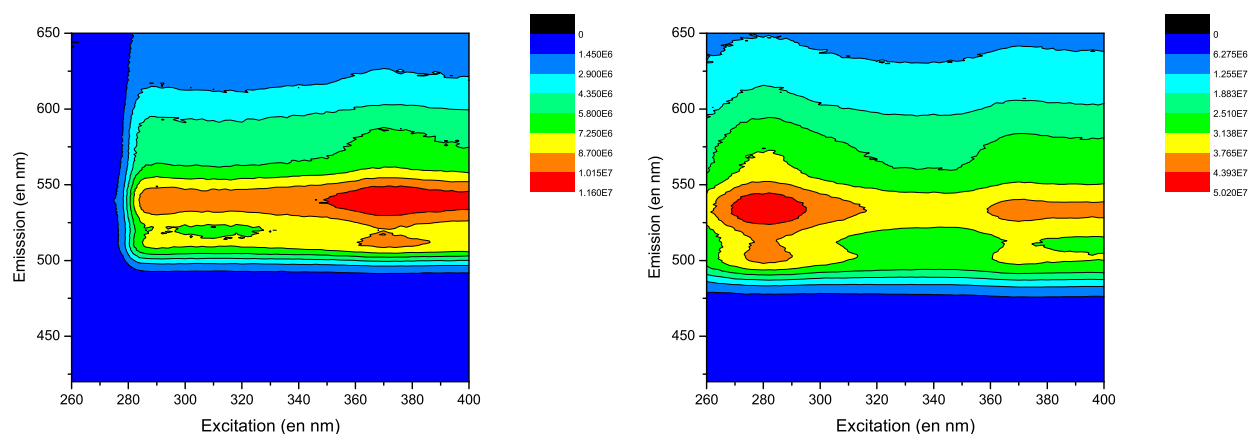 650
600
550
500
450
260
280
300
320
340
360
380
400
Emisssion (en nm)
Excitation (en nm)
0
1.450E6
2.900E6
4.350E6
5.800E6
7.250E6
8.700E6
1.015E7
1.160E7
650
600
550
500
450
260
280
300
320
340
360
380
400
Emission (en nm)
Excitation (en nm)
0
6.275E6
1.255E7
1.883E7
2.510E7
3.138E7
3.765E7
4.393E7
5.020E7